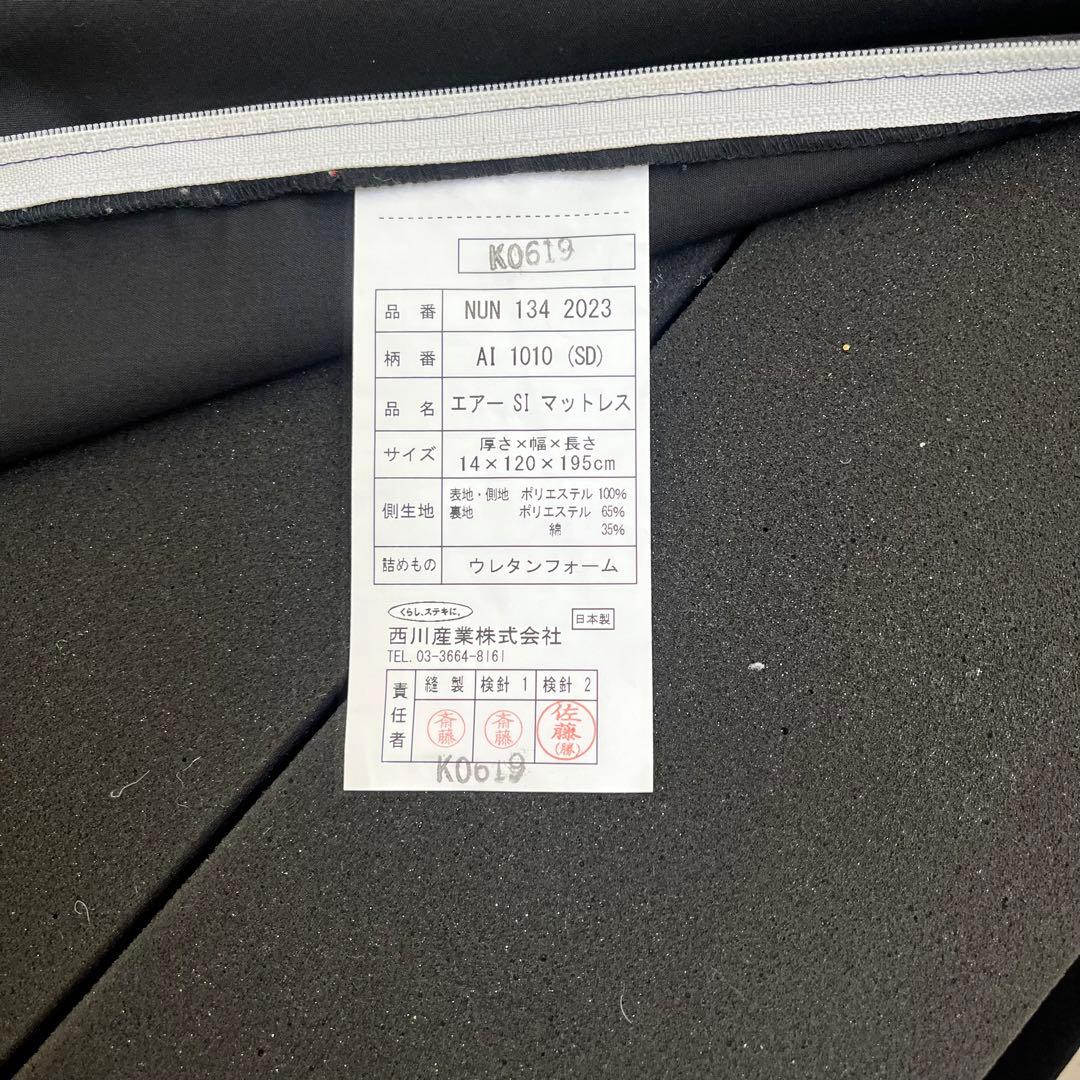 K0619
品番 NUN 134 2023
柄番 AI 1010 (SD)
品名 エアー SI マットレス
サイズ 厚さ×幅×長さ
14×120×195cm
側生地 表地・側地 ポリエステル 100%
裏地 ポリエステル 65%
綿 35%
詰めもの ウレタンフォーム
くらし、ステキに。
日本製
西川産業株式会社
TEL. 03-3664-8161
責任者 縫製 検針 1 検針 2
斎藤 斎藤 佐藤(勝)
K0619